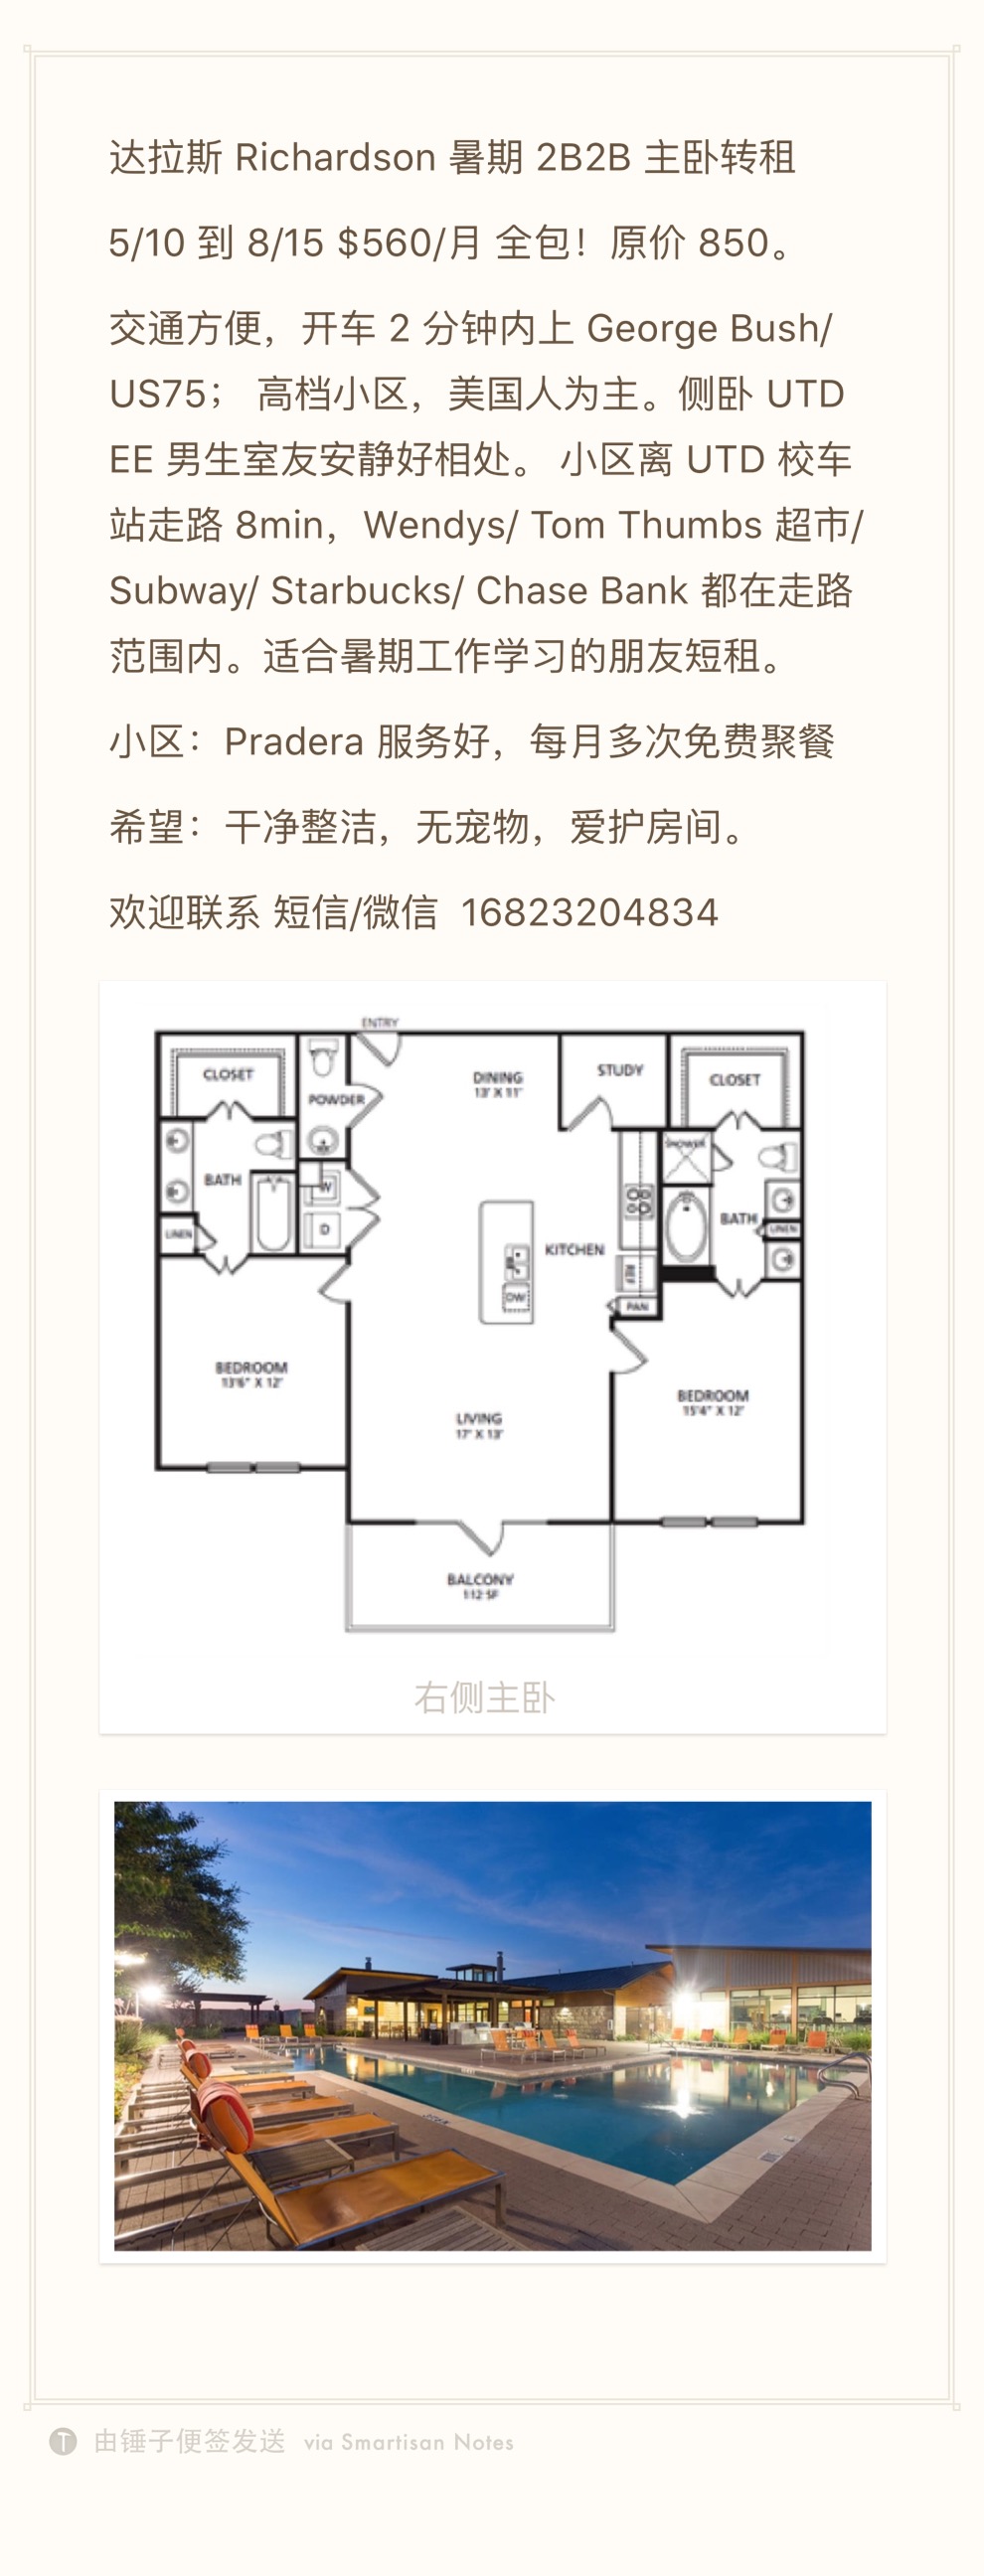 达拉斯 Richardson 暑期 2B2B 主卧转租
5/10 到 8/15 $560/月 全包！原价 850。
交通方便，开车 2 分钟内上 George Bush/
US75； 高档小区，美国人为主。侧卧 UTD
EE 男生室友安静好相处。 小区离 UTD 校车
站走路 8min，Wendys/ Tom Thumbs 超市/
Subway/ Starbucks/ Chase Bank 都在走路
范围内。适合暑期工作学习的朋友短租。
小区：Pradera 服务好，每月多次免费聚餐
希望：干净整洁，无宠物，爱护房间。
欢迎联系 短信/微信 16823204834
ENTRY
CLOSET
POWDER
DINING
13' X 11'
STUDY
CLOSET
SHOWER
BATH
W
D
LINEN
KITCHEN
DW
REF
PAN
BATH
LINEN
BEDROOM
13'6" X 12'
BEDROOM
15'4" X 12'
LIVING
17' X 13'
BALCONY
112 SF
右侧主卧
T 由锤子便签发送 via Smartisan Notes